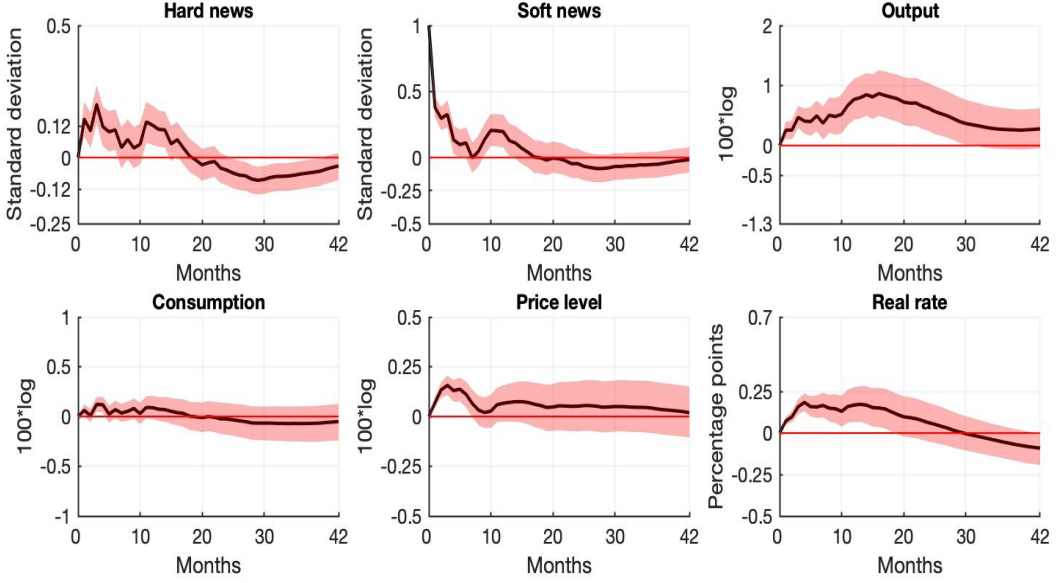 Hard news
Standard deviation
0.5
0.12
0
-0.12
-0.25
0 10 20 30 42
Months
Soft news
Standard deviation
1
0.5
0
-0.25
-0.5
0 10 20 30 42
Months
Output
100*log
2
1
0
-0.5
-1.3
0 10 20 30 42
Months
Consumption
100*log
1
0.5
0
-0.5
-1
0 10 20 30 42
Months
Price level
100*log
0.5
0.25
0
-0.25
-0.5
0 10 20 30 42
Months
Real rate
Percentage points
0.7
0.25
0
-0.25
-0.5
0 10 20 30 42
Months